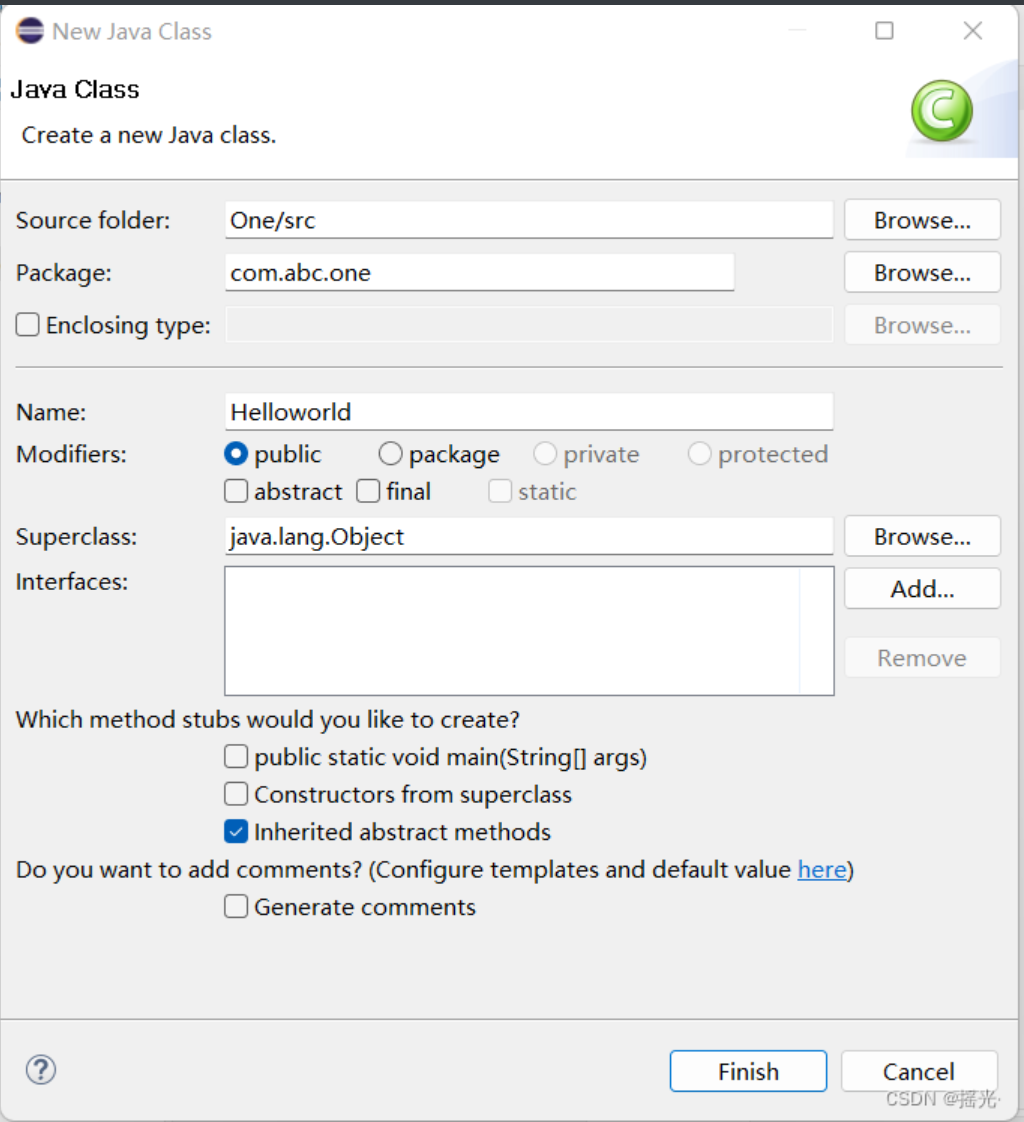 New Java Class
Java Class
Create a new Java class.
Source folder: One/src Browse...
Package: com.abc.one Browse...
Enclosing type: Browse...
Name: Helloworld
Modifiers: public package private protected
abstract final static
Superclass: java.lang.Object Browse...
Interfaces: Add...
Remove
Which method stubs would you like to create?
public static void main(String[] args)
Constructors from superclass
Inherited abstract methods
Do you want to add comments? (Configure templates and default value here)
Generate comments
? Finish Cancel
CSDN @摇光·